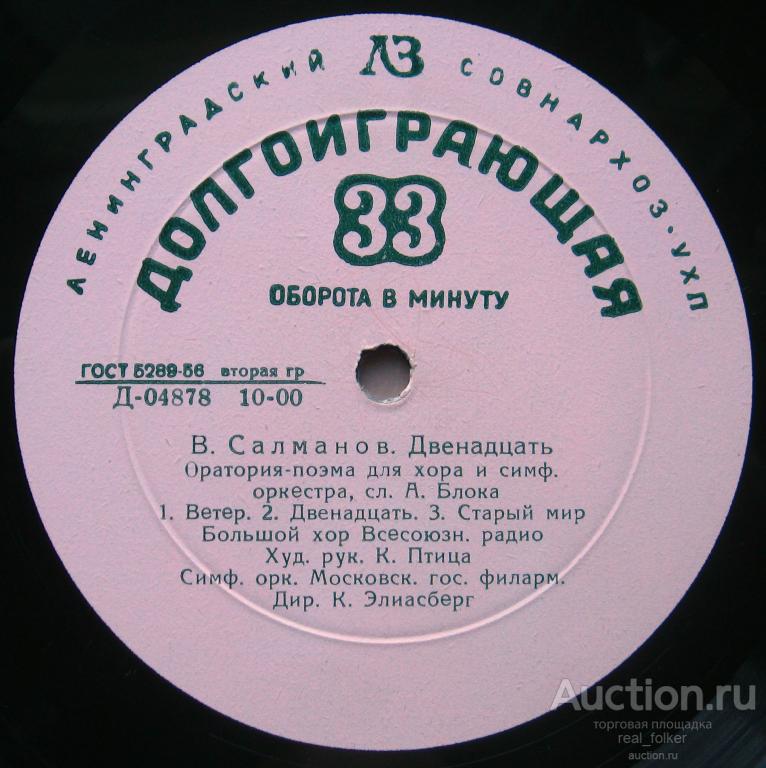 ЛЕНИНГРАДСКИЙ ЛЗ СОВНАРХОЗ · УХП
ДОЛГОИГРАЮЩАЯ
33
ОБОРОТА В МИНУТУ
ГОСТ 5289-56 вторая гр
Д-04878 10-00
В. Салманов. Двенадцать
Оратория-поэма для хора и симф.
оркестра, сл. А. Блока
1. Ветер. 2. Двенадцать. 3. Старый мир
Большой хор Всесоюзн. радио
Худ. рук. К. Птица
Симф. орк. Московск. гос. филарм.
Дир. К. Элиасберг
Auction.ru
торговая площадка
real_folker
auction.ru